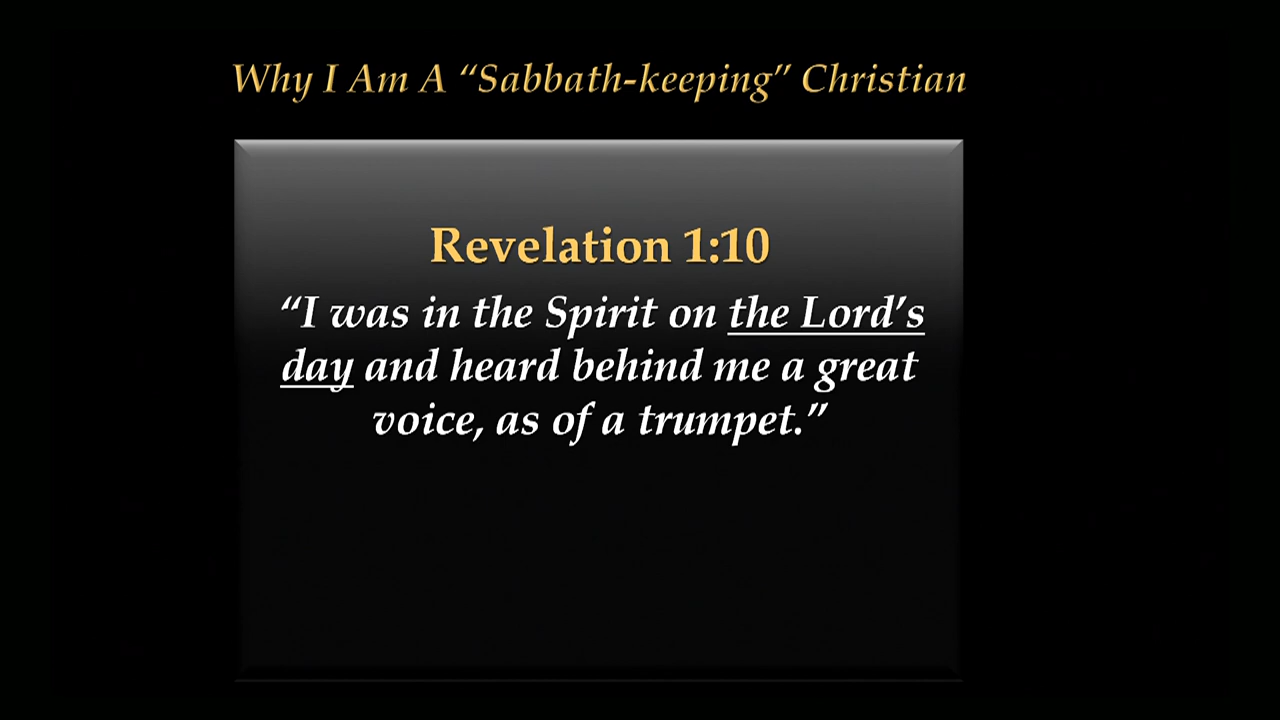 Why I Am A “Sabbath-keeping” Christian
Revelation 1:10
“I was in the Spirit on the Lord’s
day and heard behind me a great
voice, as of a trumpet.”